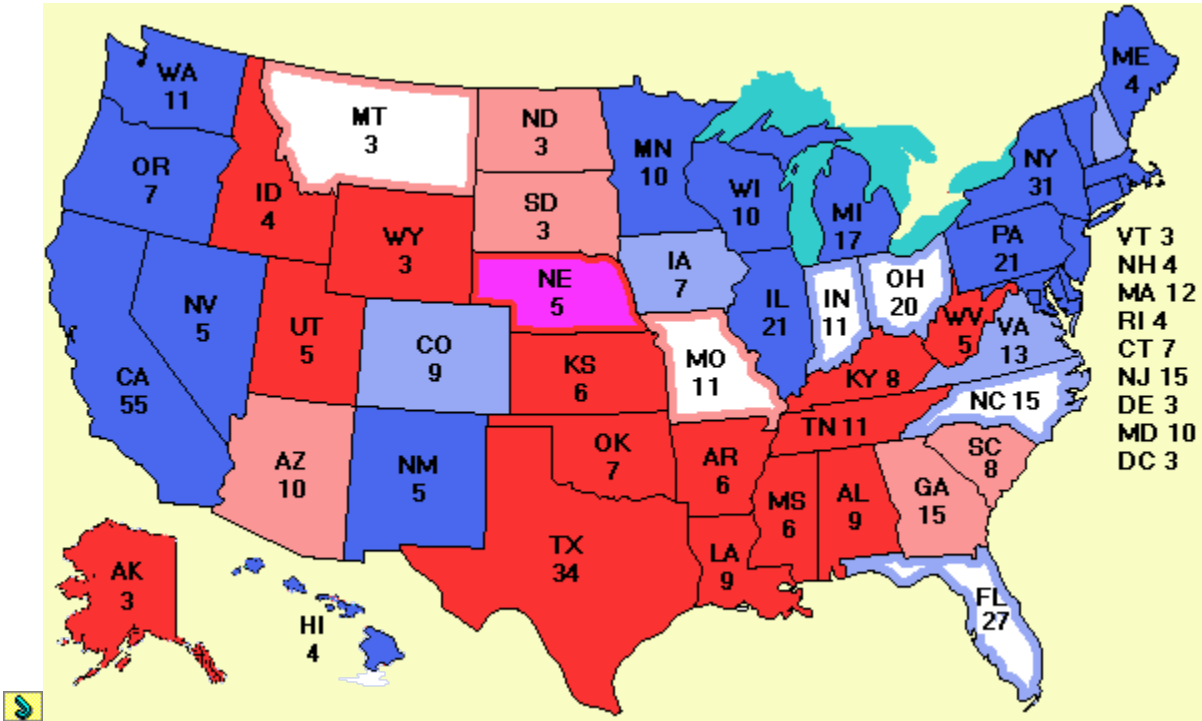 WA
11
OR
7
CA
55
NV
5
ID
4
MT
3
WY
3
UT
5
AZ
10
CO
9
NM
5
ND
3
SD
3
NE
5
KS
6
OK
7
TX
34
MN
10
IA
7
MO
11
AR
6
LA
9
WI
10
IL
21
MI
17
IN
11
OH
20
KY 8
TN 11
MS
6
AL
9
GA
15
FL
27
SC
8
NC 15
VA
13
WV
5
PA
21
NY
31
ME
4
VT 3
NH 4
MA 12
RI 4
CT 7
NJ 15
DE 3
MD 10
DC 3
AK
3
HI
4